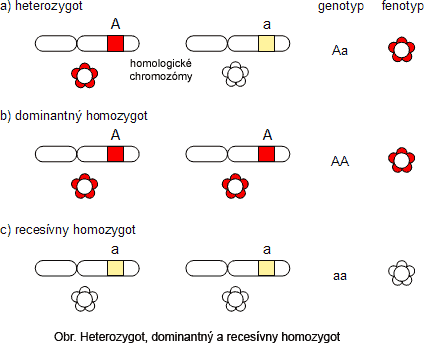 a) heterozygot genotyp fenotyp
A a
homologické
chromozómy
Aa
b) dominantný homozygot
A A
AA
c) recesívny homozygot
a a
aa
Obr. Heterozygot, dominantný a recesívny homozygot